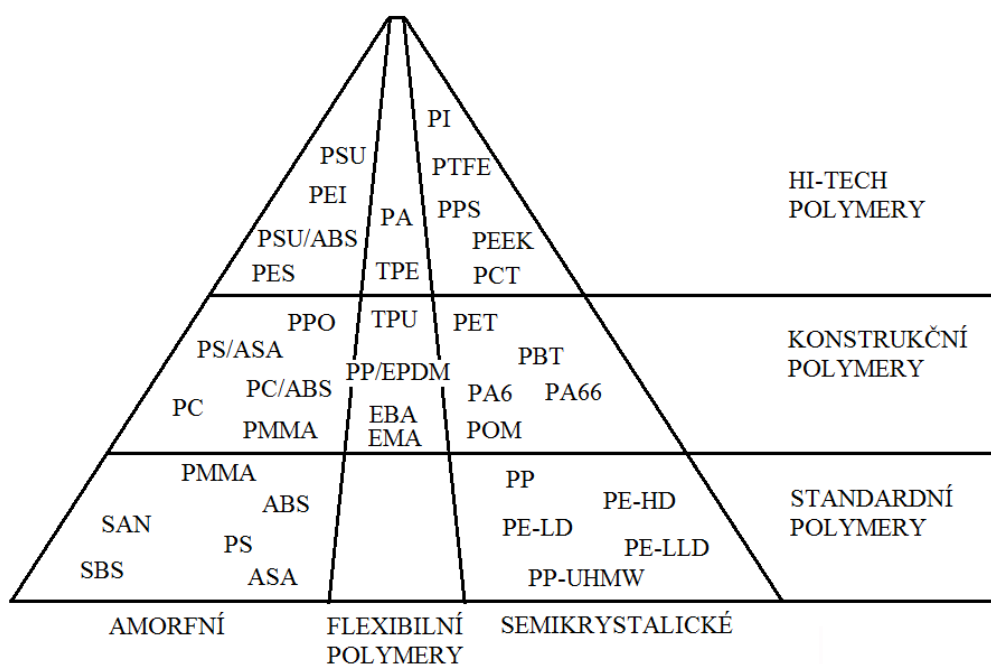 PI
PSU
PTFE
PEI
PPS
PA
PSU/ABS
PEEK
PES
TPE
PCT
HI-TECH
POLYMERY
PPO
TPU
PET
PS/ASA
PBT
PP/EPDM
PC/ABS
PA6
PA66
PC
EBA
PMMA
EMA
POM
KONSTRUKČNÍ
POLYMERY
PMMA
PP
ABS
PE-HD
SAN
PE-LD
PS
PE-LLD
SBS
ASA
PP-UHMW
STANDARDNÍ
POLYMERY
AMORFNÍ
FLEXIBILNÍ
POLYMERY
SEMIKRYSTALICKÉ